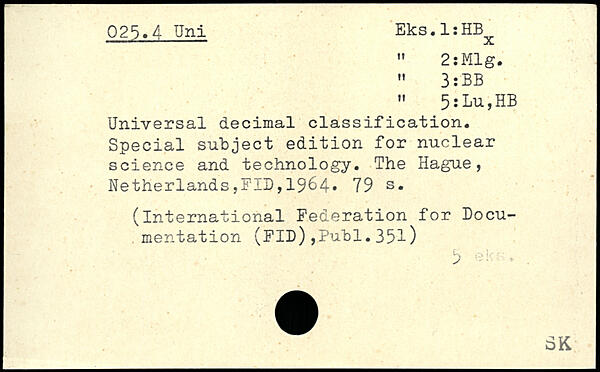 025.4 Uni
Eks.1:HBx
" 2:Mlg.
" 3:BB
" 5:Lu,HB
Universal decimal classification.
Special subject edition for nuclear
science and technology. The Hague,
Netherlands,FID,1964. 79 s.
(International Federation for Docu-
mentation (FID),Publ.351)
5 eks.
SK